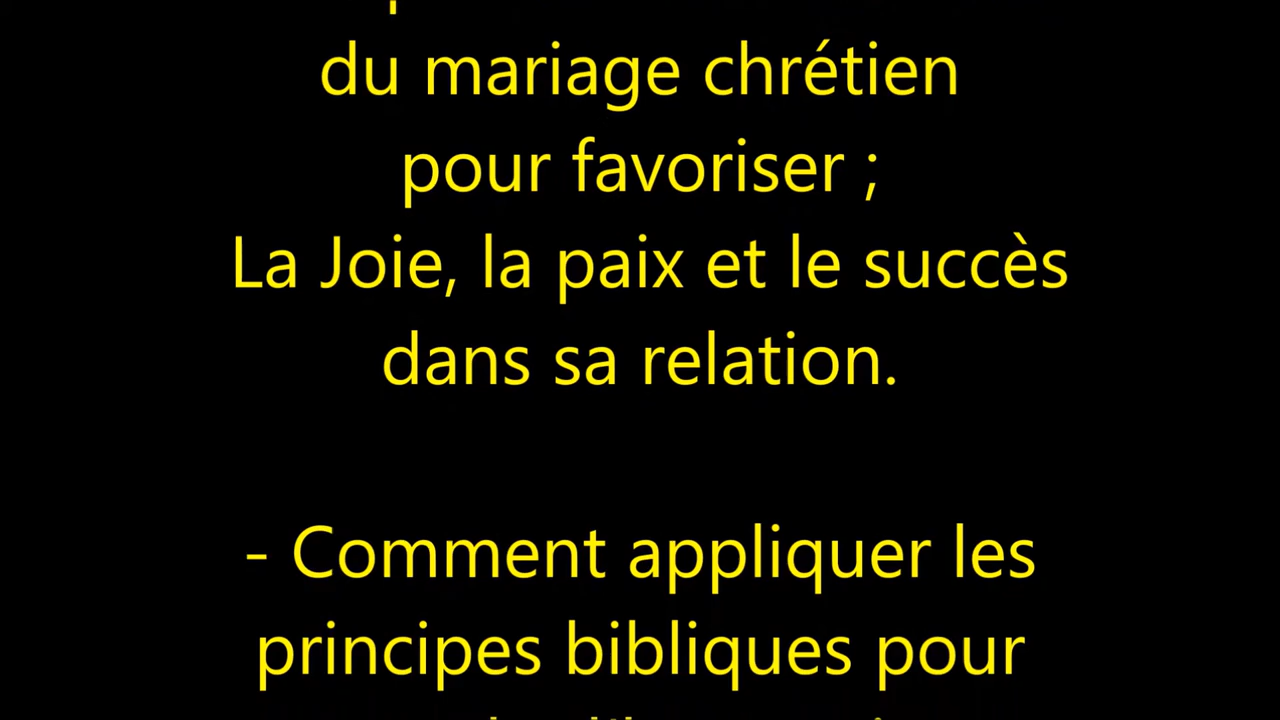 du mariage chrétien
pour favoriser ;
La Joie, la paix et le succès
dans sa relation.
- Comment appliquer les
principes bibliques pour